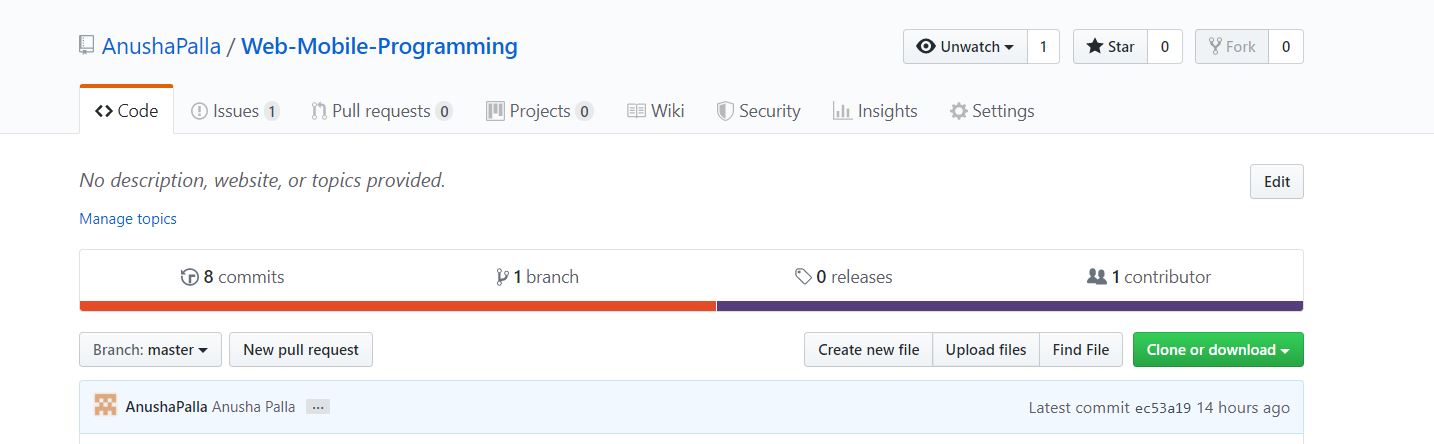 AnushaPalla / Web-Mobile-Programming Unwatch 1 Star 0 Fork 0
Code Issues 1 Pull requests 0 Projects 0 Wiki Security Insights Settings
No description, website, or topics provided. Edit
Manage topics
8 commits 1 branch 0 releases 1 contributor
Branch: master New pull request Create new file Upload files Find File Clone or download
AnushaPalla Anusha Palla ... Latest commit ec53a19 14 hours ago